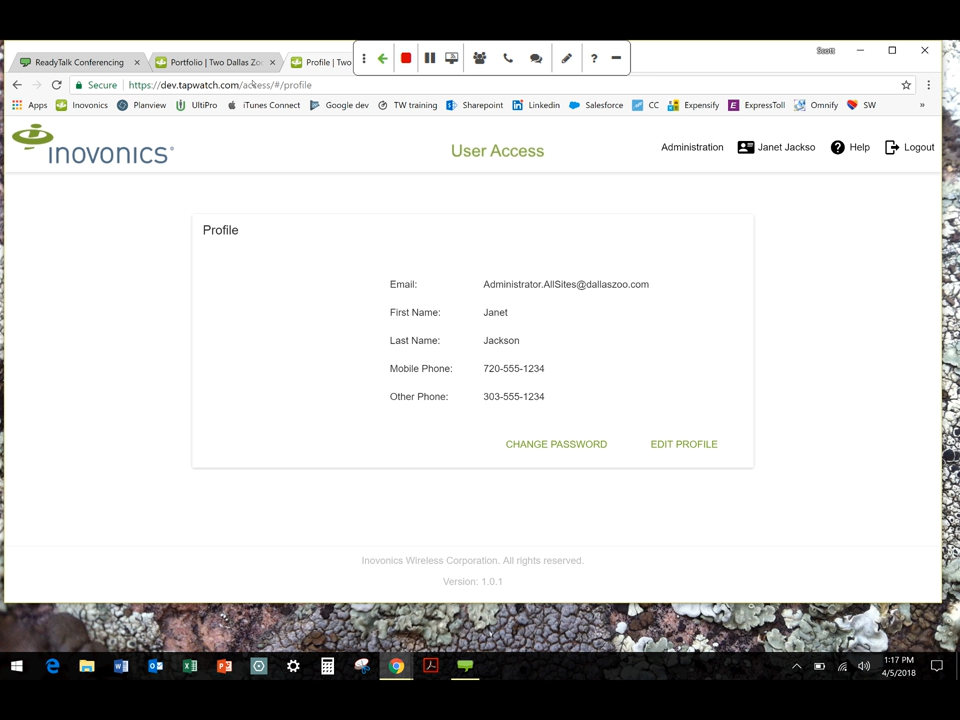 Scott
ReadyTalk Conferencing
Portfolio | Two Dallas Zo
Profile | Two
Secure
https://dev.tapwatch.com/access/#/profile
Apps
Inovonics
Planview
UltiPro
iTunes Connect
Google dev
TW training
Sharepoint
Linkedin
Salesforce
CC
Expensify
ExpressToll
Omnify
SW
»
inovonics®
User Access
Administration
Janet Jackso
Help
Logout
Profile
Email: Administrator.AllSites@dallaszoo.com
First Name: Janet
Last Name: Jackson
Mobile Phone: 720-555-1234
Other Phone: 303-555-1234
CHANGE PASSWORD EDIT PROFILE
Inovonics Wireless Corporation. All rights reserved.
Version: 1.0.1
1:17 PM
4/5/2018